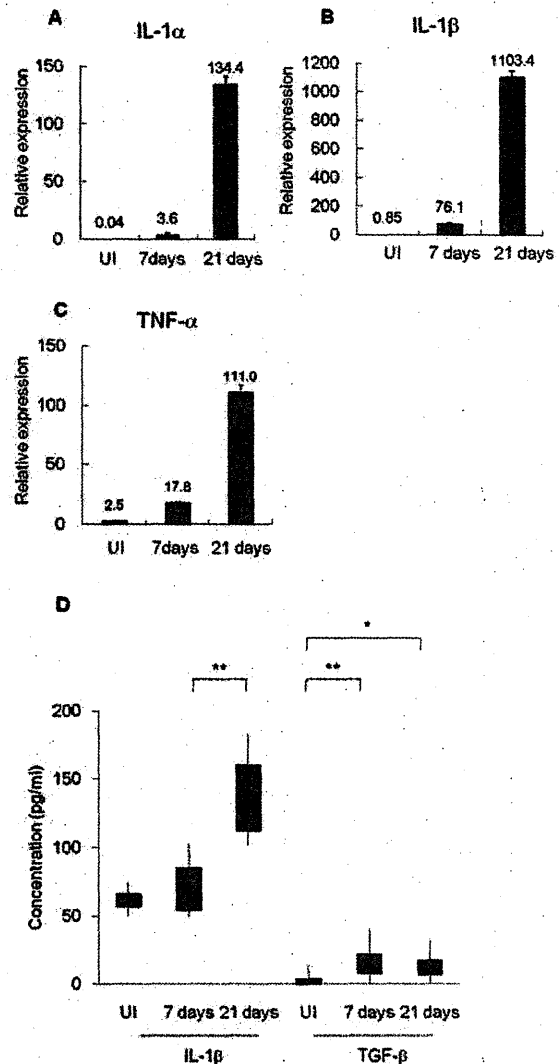 A
IL-1α
Relative expression
150
100
50
0
0.04
3.6
134.4
UI 7days 21 days
B
IL-1β
Relative expression
1200
1000
800
600
400
200
0
0.85
76.1
1103.4
UI 7days 21 days
C
TNF-α
Relative expression
150
100
50
0
2.5
17.8
111.0
UI 7days 21 days
D
*
** **
Concentration (pg/ml)
200
150
100
50
0
UI 7 days 21 days UI 7 days 21 days
IL-1β TGF-β